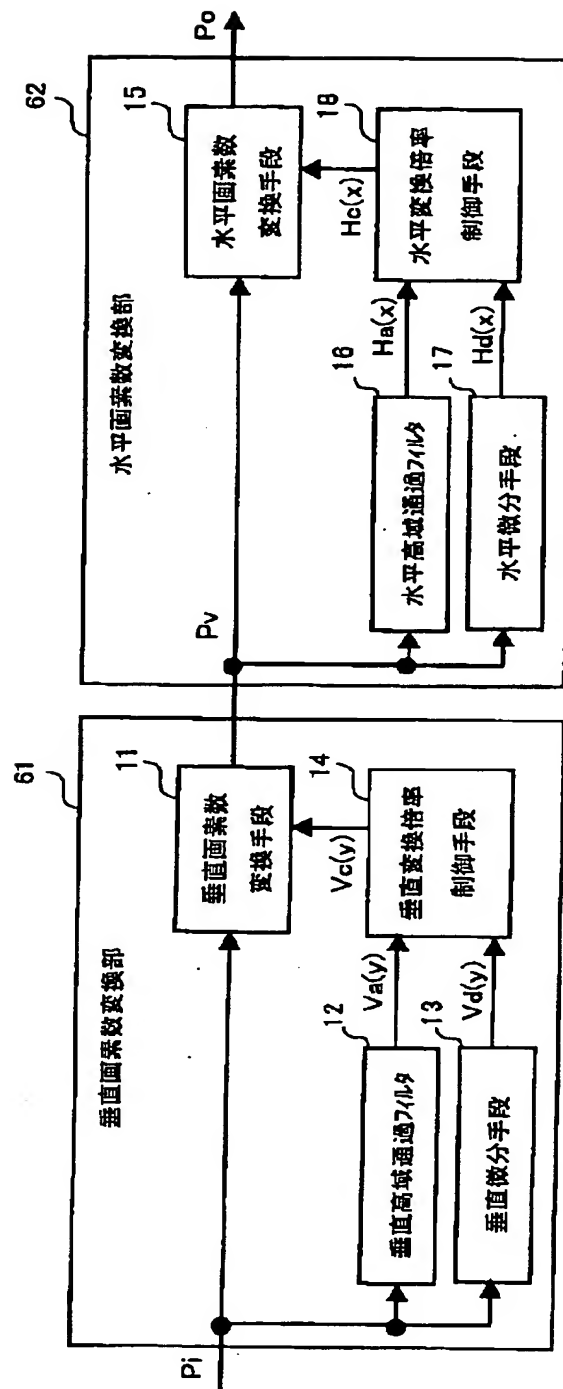 61
垂直画素数変換部
11
垂直画素数
変換手段
Pi
Vc(y)
14
垂直変換倍率
制御手段
12
垂直高域通過フィルタ
Va(y)
13
垂直微分手段
Vd(y)
Pv
62
水平画素数変換部
15
水平画素数
変換手段
Po
Hc(x)
18
水平変換倍率
制御手段
16
水平高域通過フィルタ
Ha(x)
17
水平微分手段
Hd(x)